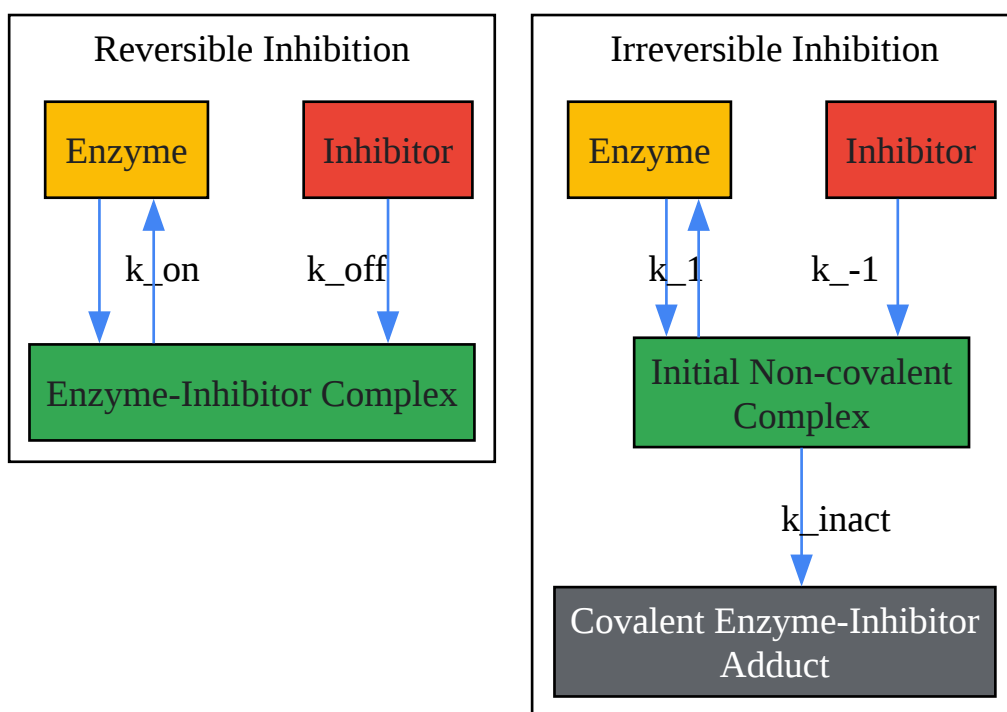 Reversible Inhibition
Enzyme
Inhibitor
k_on
k_off
Enzyme-Inhibitor Complex
Irreversible Inhibition
Enzyme
Inhibitor
k_1
k_-1
Initial Non-covalent
Complex
k_inact
Covalent Enzyme-Inhibitor
Adduct